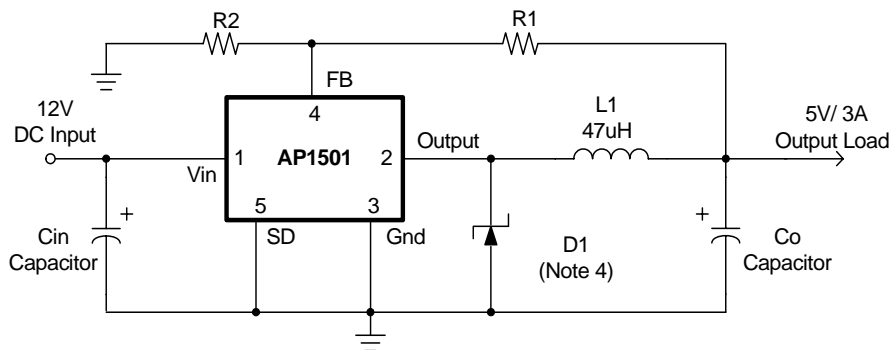 R2
R1
FB
4
12V
DC Input
L1
47uH
5V/ 3A
Output Load
Output
Vin
1
AP1501
2
5
3
SD
Gnd
+
Cin
Capacitor
D1
(Note 4)
+
Co
Capacitor